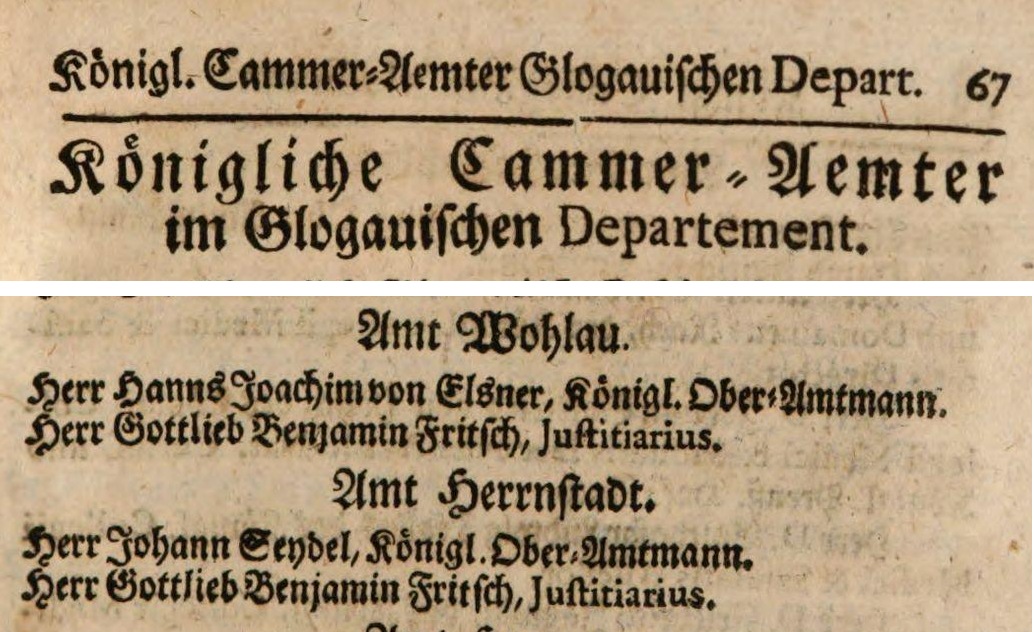 Königl. Cammer-Aemter Glogauischen Depart. 67
Königliche Cammer-Aemter
im Glogauischen Departement.
Amt Wohlau.
Herr Hanns Joachim von Elsner, Königl. Ober-Amtmann.
Herr Gottlieb Benjamin Fritsch, Justitiarius.
Amt Herrnstadt.
Herr Johann Seydel, Königl. Ober-Amtmann.
Herr Gottlieb Benjamin Fritsch, Justitiarius.